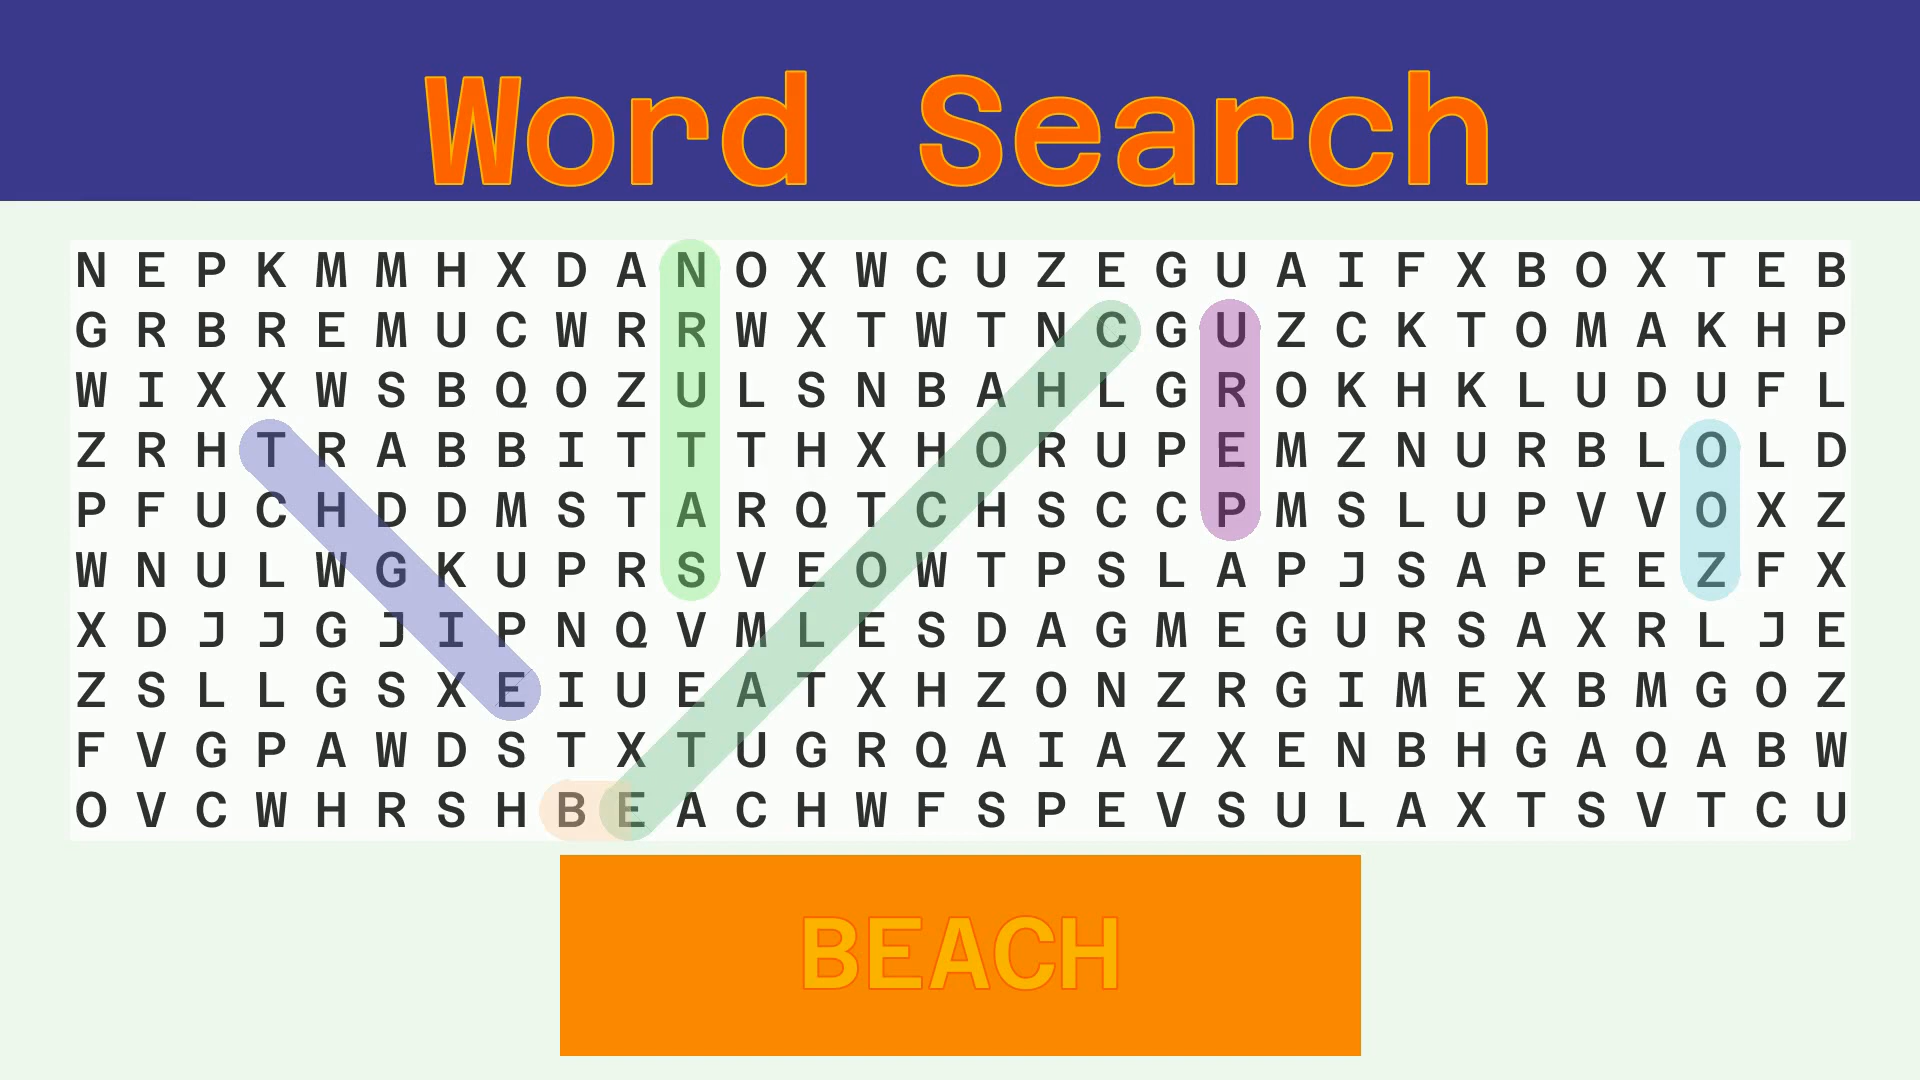 Word Search
N E P K M M H X D A N O X W C U Z E G U A I F X B O X T E B
G R B R E M U C W R R W X T W T N C G U Z C K T O M A K H P
W I X X W S B Q O Z U L S N B A H L G R O K H K L U D U F L
Z R H T R A B B I T T T H X H O R U P E M Z N U R B L O L D
P F U C H D D M S T A R Q T C H S C C P M S L U P V V O X Z
W N U L W G K U P R S V E O W T P S L A P J S A P E E Z F X
X D J J G J I P N Q V M L E S D A G M E G U R S A X R L J E
Z S L L G S X E I U E A T X H Z O N Z R G I M E X B M G O Z
F V G P A W D S T X T U G R Q A I A Z X E N B H G A Q A B W
O V C W H R S H B E A C H W F S P E V S U L A X T S V T C U
BEACH